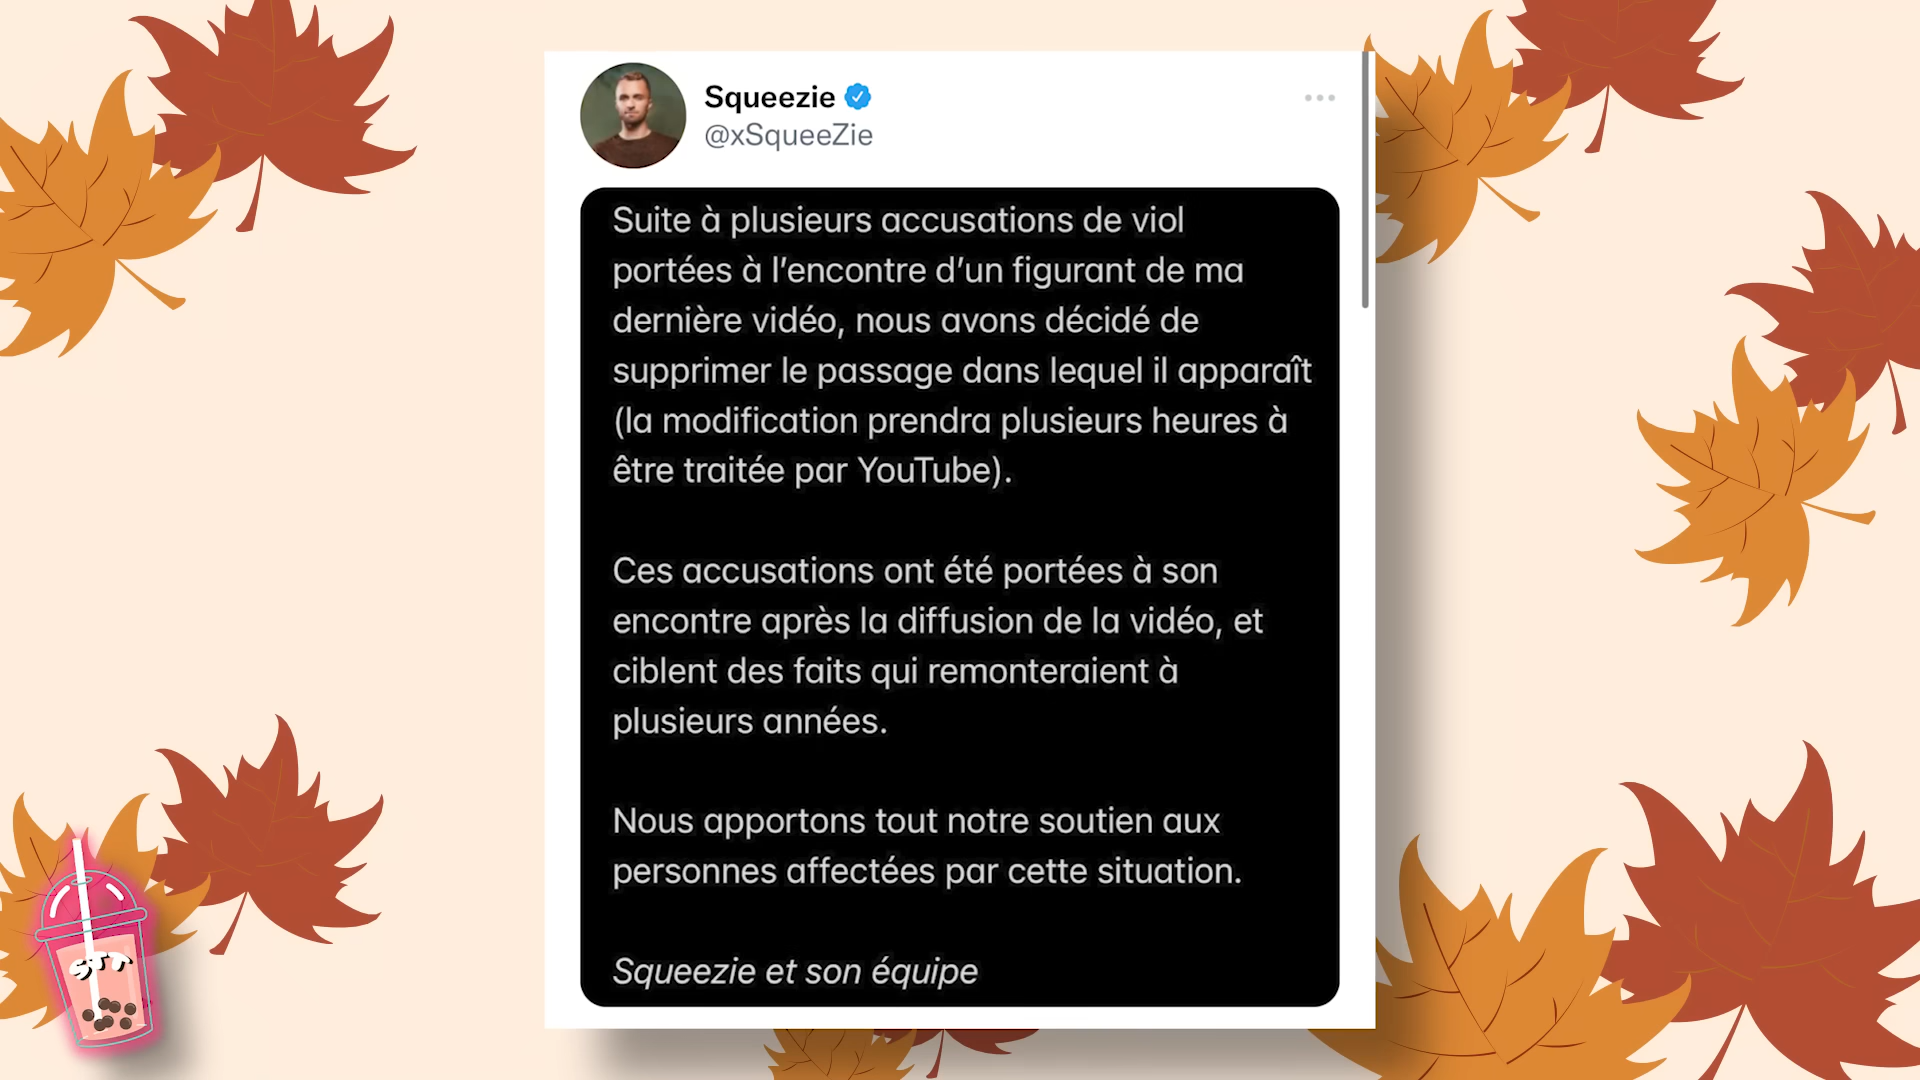 Squeezie
@xSqueeZie
Suite à plusieurs accusations de viol
portées à l’encontre d’un figurant de ma
dernière vidéo, nous avons décidé de
supprimer le passage dans lequel il apparaît
(la modification prendra plusieurs heures à
être traitée par YouTube).
Ces accusations ont été portées à son
encontre après la diffusion de la vidéo, et
ciblent des faits qui remonteraient à
plusieurs années.
Nous apportons tout notre soutien aux
personnes affectées par cette situation.
Squeezie et son équipe
STT